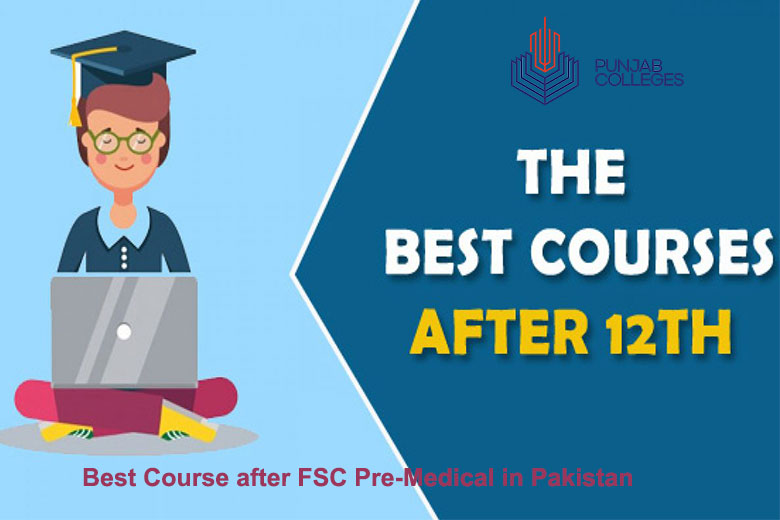 PUNJAB
COLLEGES
THE
BEST COURSES
AFTER 12TH
Best Course after FSC Pre-Medical in Pakistan